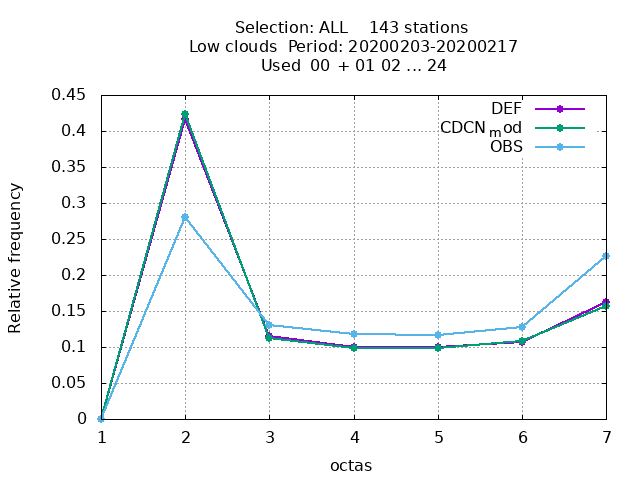 Selection: ALL    143 stations
Low clouds  Period: 20200203-20200217
Used  00 + 01 02 ... 24
0.45
0.4
0.35
0.3
0.25
0.2
0.15
0.1
0.05
0
Relative frequency
DEF
CDCNmod
OBS
1 2 3 4 5 6 7
octas